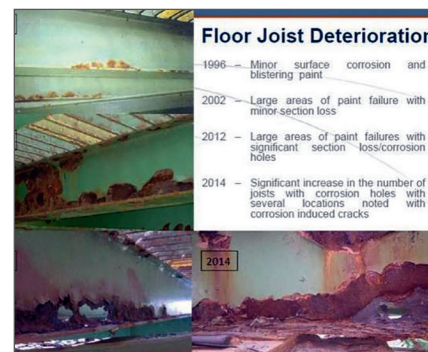 Floor Joist Deterioration
1996 – Minor surface corrosion and
blistering paint
2002 – Large areas of paint failure with
minor section loss
2012 – Large areas of paint failures with
significant section loss/corrosion
holes
2014 – Significant increase in the number of
joists with corrosion holes with
several locations noted with
corrosion induced cracks
2014